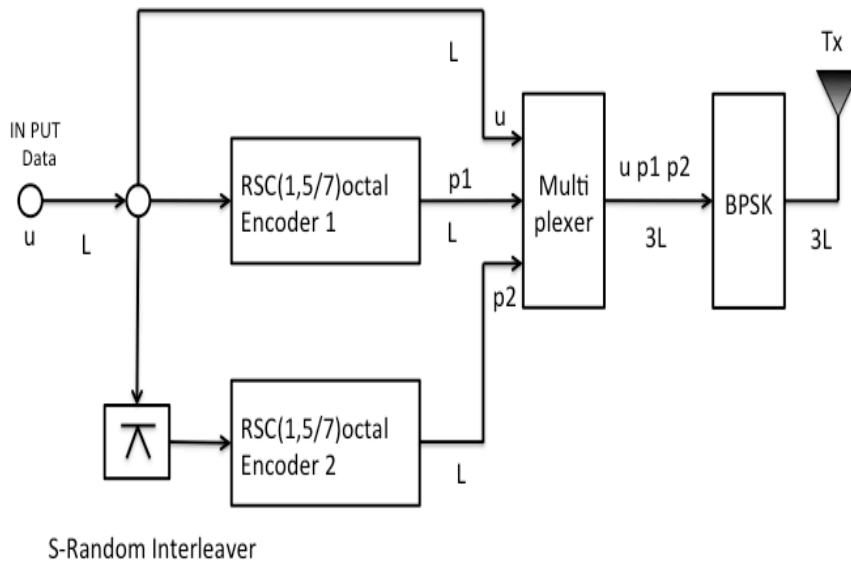 Tx
L
IN PUT
Data
u
RSC(1,5/7)octal
Encoder 1
p1
L
Multi
plexer
u p1 p2
BPSK
u
L
3L
3L
p2
RSC(1,5/7)octal
Encoder 2
L
S-Random Interleaver